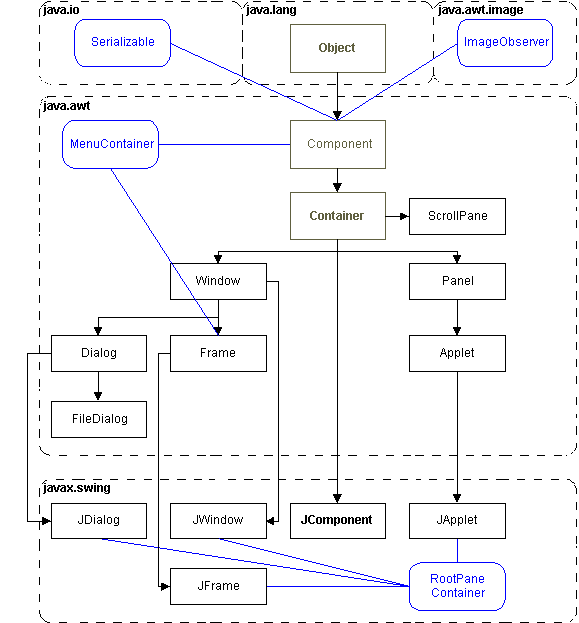 java.io
java.lang
java.awt.image
Serializable
Object
ImageObserver
java.awt
MenuContainer
Component
Container
ScrollPane
Window
Panel
Dialog
Frame
Applet
FileDialog
javax.swing
JDialog
JWindow
JComponent
JApplet
JFrame
RootPane
Container